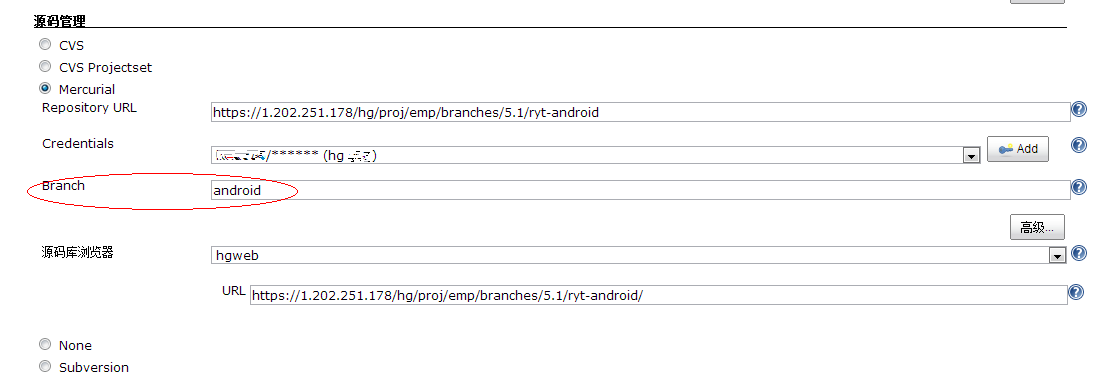 源码管理
CVS
CVS Projectset
Mercurial
Repository URL https://1.202.251.178/hg/proj/emp/branches/5.1/ryt-android
Credentials /****** (hg ) Add
Branch android
高级...
源码库浏览器 hgweb
URL https://1.202.251.178/hg/proj/emp/branches/5.1/ryt-android/
None
Subversion